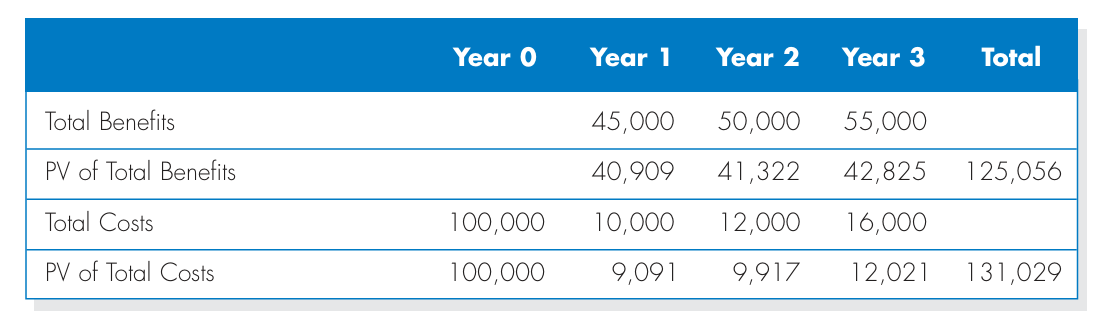 Year 0 Year 1 Year 2 Year 3 Total
Total Benefits 45,000 50,000 55,000
PV of Total Benefits 40,909 41,322 42,825 125,056
Total Costs 100,000 10,000 12,000 16,000
PV of Total Costs 100,000 9,091 9,917 12,021 131,029